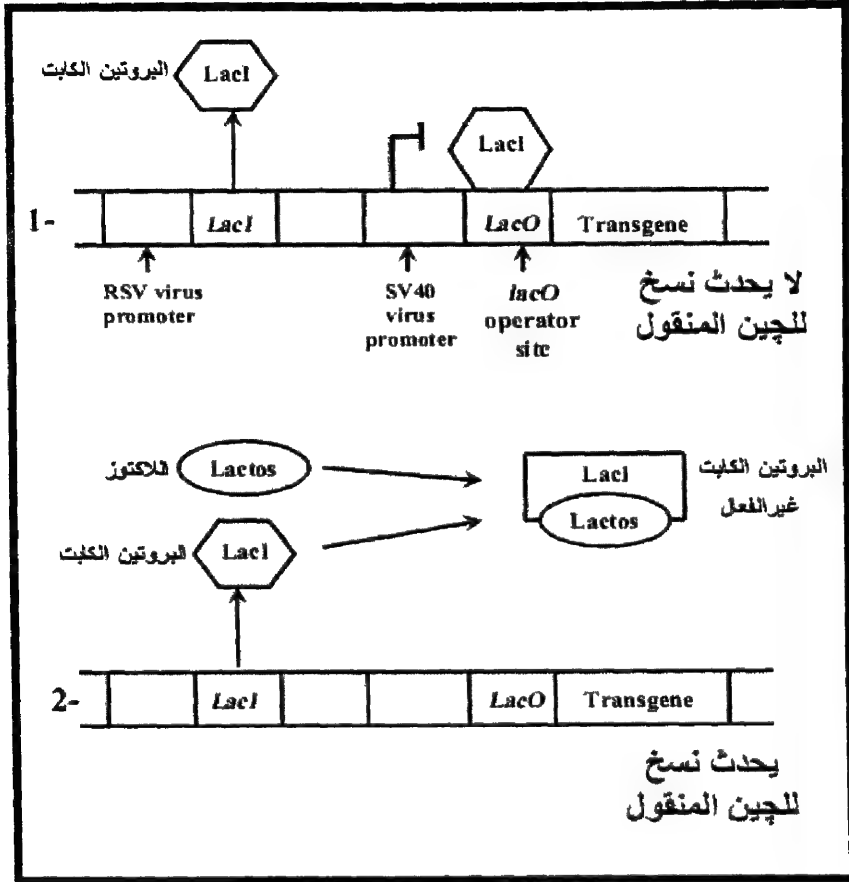 البروتين الكابت
LacI
LacI
1-
LacI
LacO
Transgene
RSV virus
promoter
SV40
virus
promoter
lacO
operator
site
لا يحدث نسخ
للچين المنقول
اللاكتوز
Lactos
LacI
Lactos
البروتين الكابت
غيرالفعال
البروتين الكابت
LacI
2-
LacI
LacO
Transgene
يحدث نسخ
للچين المنقول